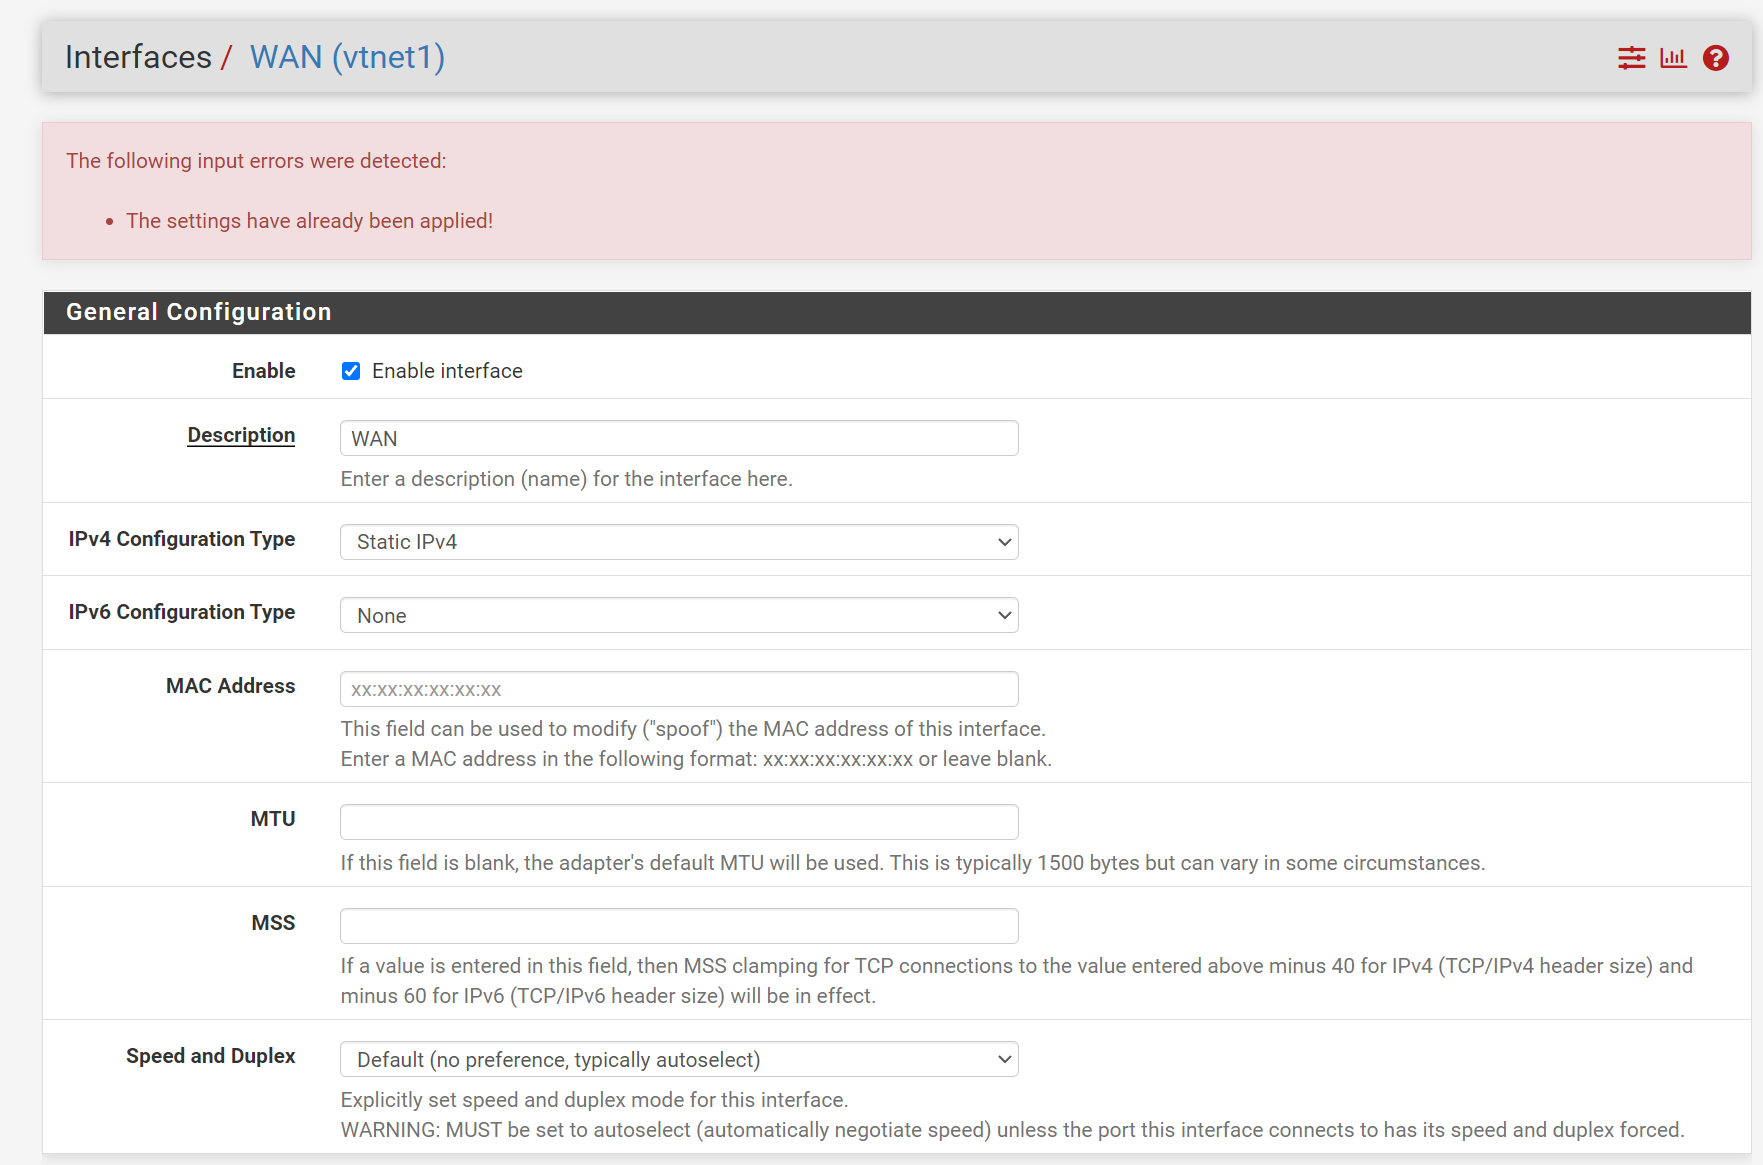 Interfaces / WAN (vtnet1)
The following input errors were detected:
• The settings have already been applied!
General Configuration
Enable
Enable interface
Description
WAN
Enter a description (name) for the interface here.
IPv4 Configuration Type
Static IPv4
IPv6 Configuration Type
None
MAC Address
xx:xx:xx:xx:xx:xx
This field can be used to modify ("spoof") the MAC address of this interface.
Enter a MAC address in the following format: xx:xx:xx:xx:xx:xx or leave blank.
MTU
If this field is blank, the adapter's default MTU will be used. This is typically 1500 bytes but can vary in some circumstances.
MSS
If a value is entered in this field, then MSS clamping for TCP connections to the value entered above minus 40 for IPv4 (TCP/IPv4 header size) and
minus 60 for IPv6 (TCP/IPv6 header size) will be in effect.
Speed and Duplex
Default (no preference, typically autoselect)
Explicitly set speed and duplex mode for this interface.
WARNING: MUST be set to autoselect (automatically negotiate speed) unless the port this interface connects to has its speed and duplex forced.